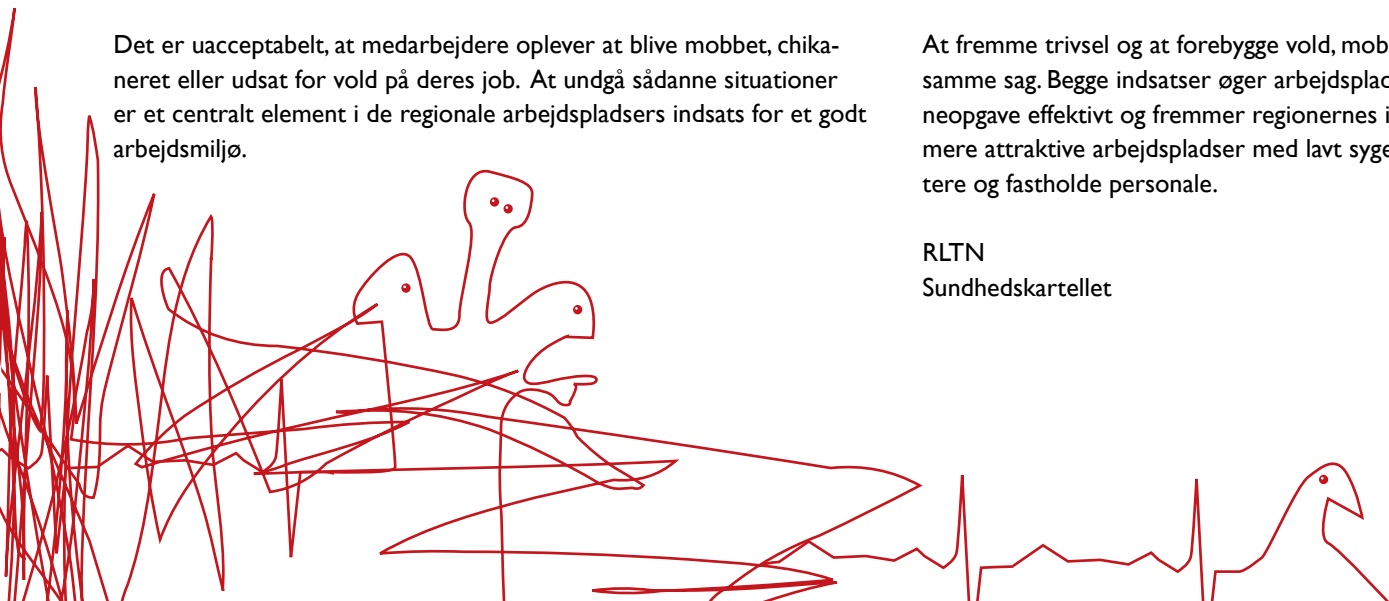 Det er uacceptabelt, at medarbejdere oplever at blive mobbet, chika-
neret eller udsat for vold på deres job. At undgå sådanne situationer
er et centralt element i de regionale arbejdspladsers indsats for et godt
arbejdsmiljø.
At fremme trivsel og at forebygge vold, mob
samme sag. Begge indsatser øger arbejdsplad
neopgave effektivt og fremmer regionernes i
mere attraktive arbejdspladser med lavt syge
tere og fastholde personale.
RLTN
Sundhedskartellet